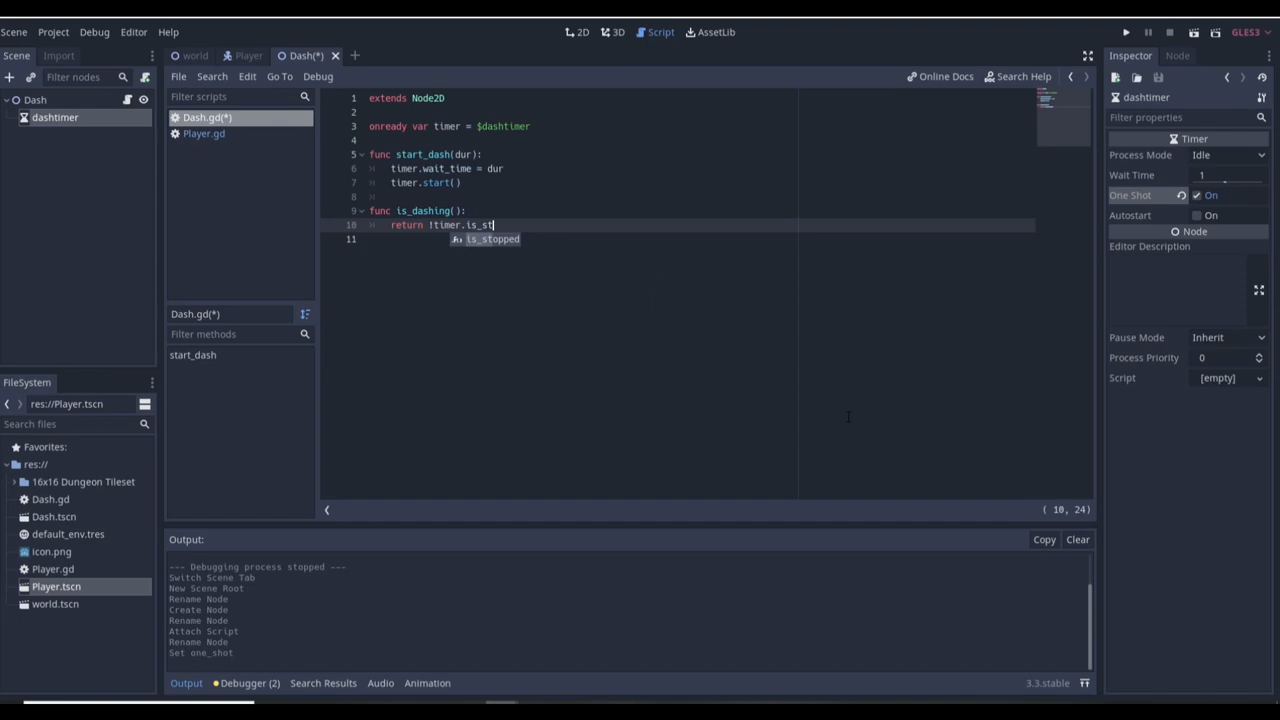 Scene Project Debug Editor Help
2D 3D Script AssetLib
GLES3
Scene Import
world Player Dash(*)
Inspector Node
Filter nodes
File Search Edit Go To Debug
Online Docs Search Help
Filter scripts
dashtimer
Dash
dashtimer
Dash.gd(*)
Player.gd
Filter properties
1 extends Node2D
2
3 onready var timer = $dashtimer
4
5 func start_dash(dur):
6 timer.wait_time = dur
7 timer.start()
8
9 func is_dashing():
10 return !timer.is_st
is_stopped
11
Timer
Process Mode Idle
Wait Time 1
One Shot On
Autostart On
Node
Editor Description
Pause Mode Inherit
Process Priority 0
Script [empty]
Dash.gd(*)
Filter methods
start_dash
( 10, 24)
FileSystem
res://Player.tscn
Search files
Favorites:
res://
16x16 Dungeon Tileset
Dash.gd
Dash.tscn
default_env.tres
icon.png
Player.gd
Player.tscn
world.tscn
Output:
Copy Clear
--- Debugging process stopped ---
Switch Scene Tab
New Scene Root
Rename Node
Create Node
Rename Node
Attach Script
Rename Node
Set one_shot
Output Debugger (2) Search Results Audio Animation
3.3.stable